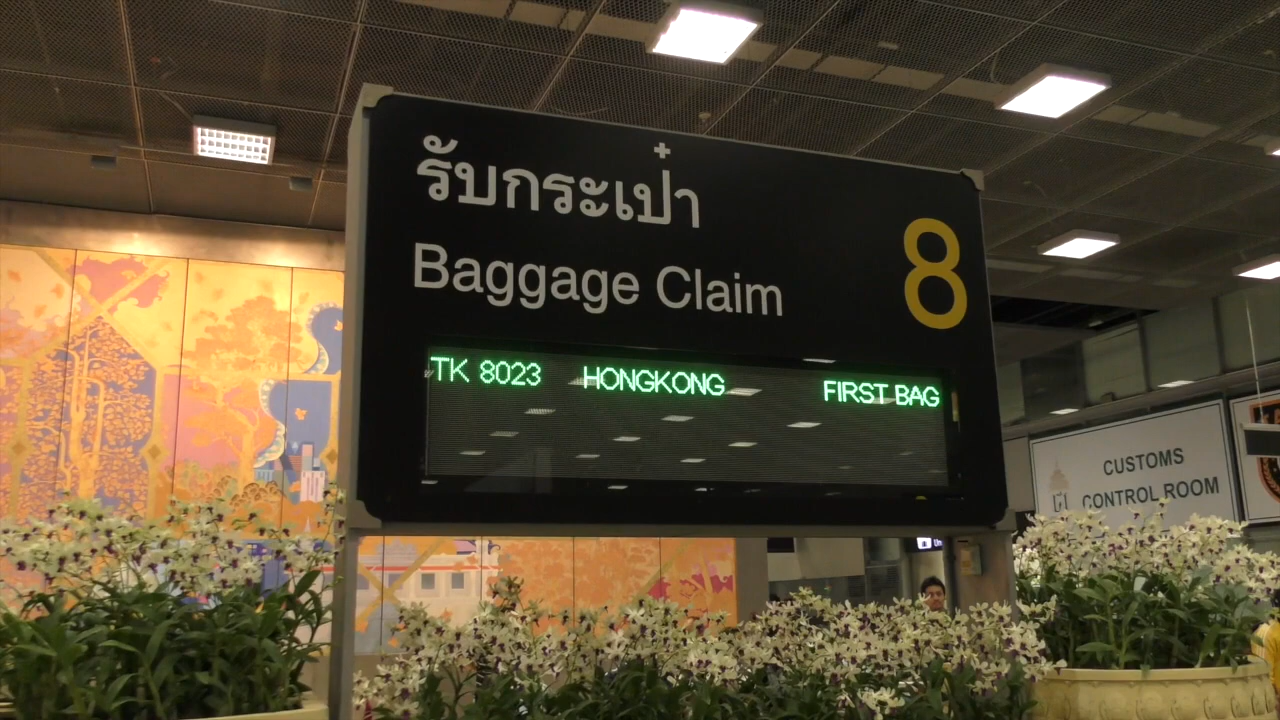 รับกระเป๋า
Baggage Claim
8
TK 8023 HONGKONG FIRST BAG
CUSTOMS
CONTROL ROOM